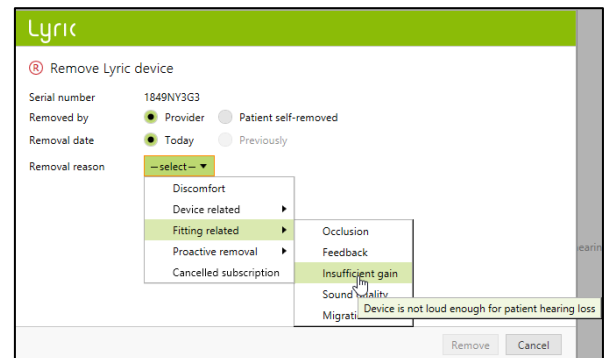 Lyric
R Remove Lyric device
Serial number 1849NY3G3
Removed by Provider Patient self-removed
Removal date Today Previously
Removal reason —select—
Discomfort
Device related
Fitting related Occlusion
Proactive removal Feedback
Cancelled subscription Insufficient gain
Sound quality
Device is not loud enough for patient hearing loss
Remove Cancel